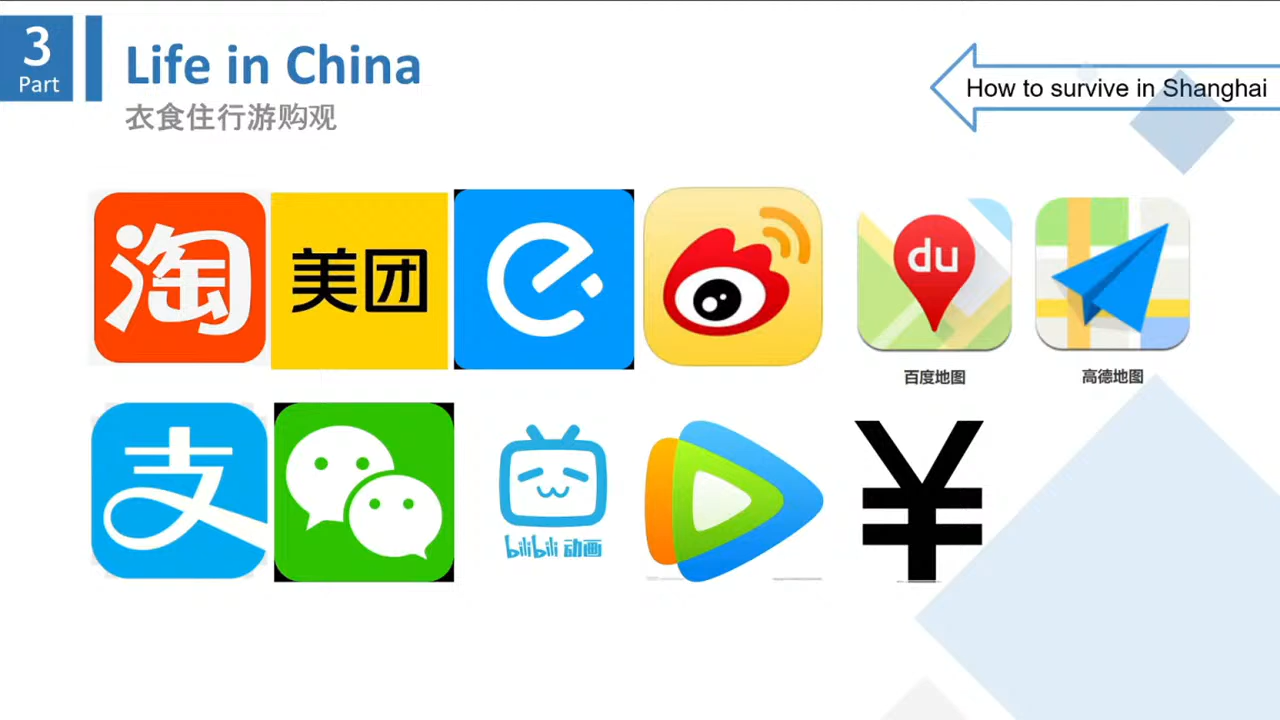 3
Part
Life in China
衣食住行游购观
How to survive in Shanghai
淘
美团
e
du
百度地图
高德地图
支
bilibili 动画
¥